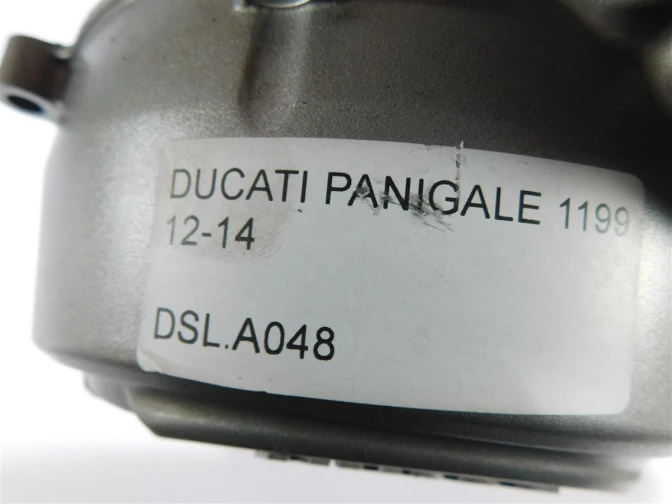 DUCATI PANIGALE 1199
12-14
DSL.A048